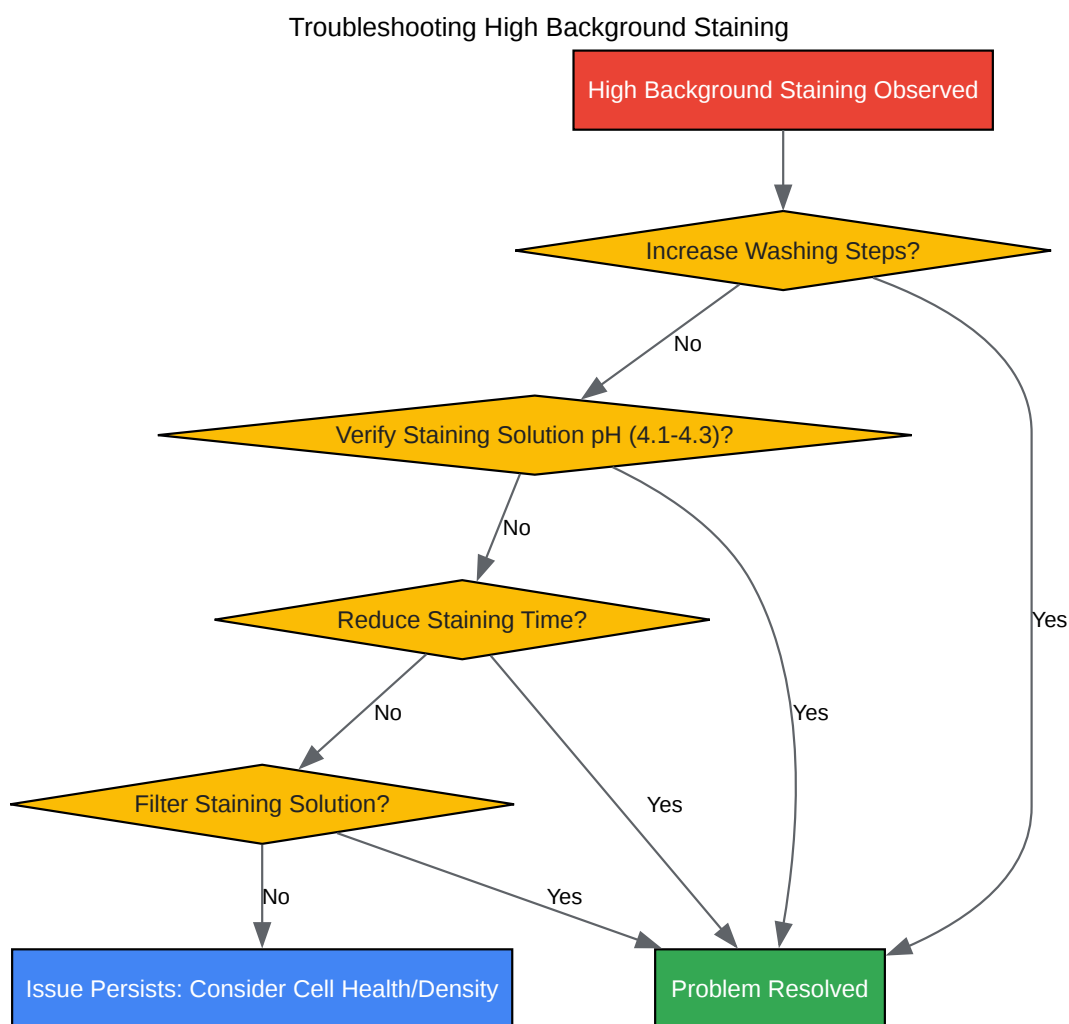 Troubleshooting High Background Staining
High Background Staining Observed
Increase Washing Steps?
No
Verify Staining Solution pH (4.1-4.3)?
No
Reduce Staining Time?
Yes
No
Yes
Filter Staining Solution?
Yes
No
Yes
Issue Persists: Consider Cell Health/Density
Problem Resolved